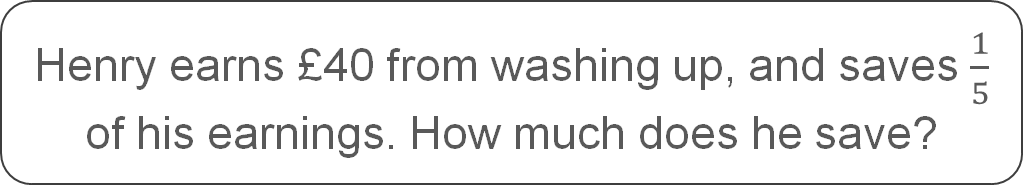 Henry earns £40 from washing up, and saves 1/5
of his earnings. How much does he save?